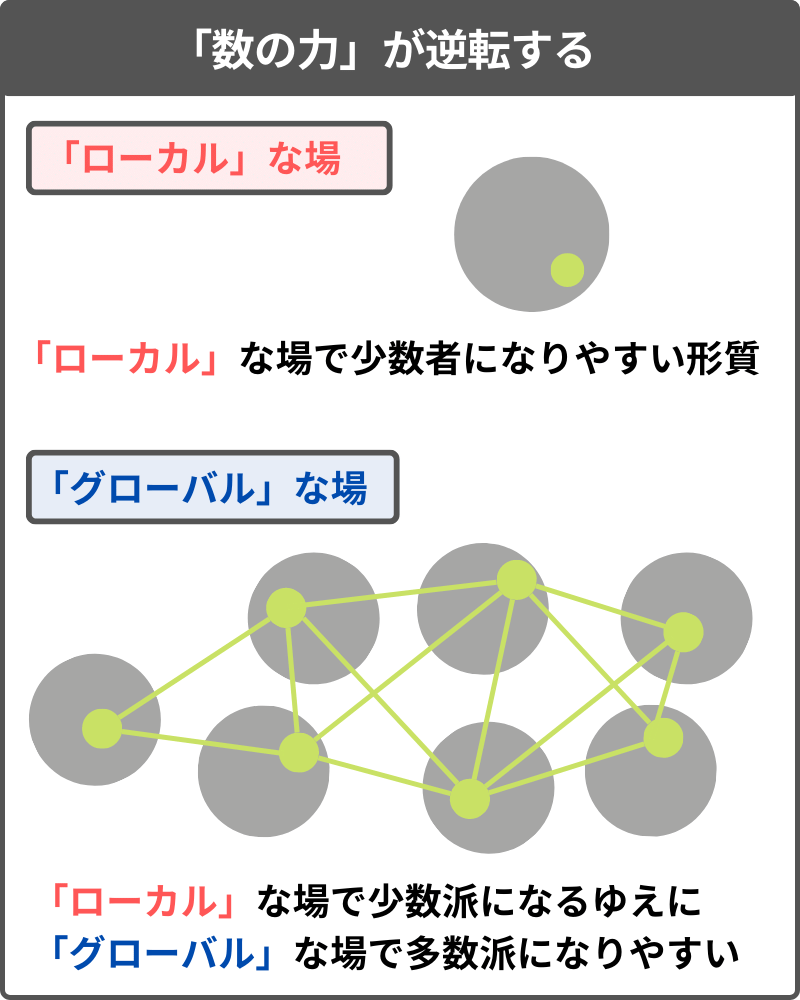 「数の力」が逆転する
「ローカル」な場
「ローカル」な場で少数者になりやすい形質
「グローバル」な場
「ローカル」な場で少数派になるゆえに
「グローバル」な場で多数派になりやすい